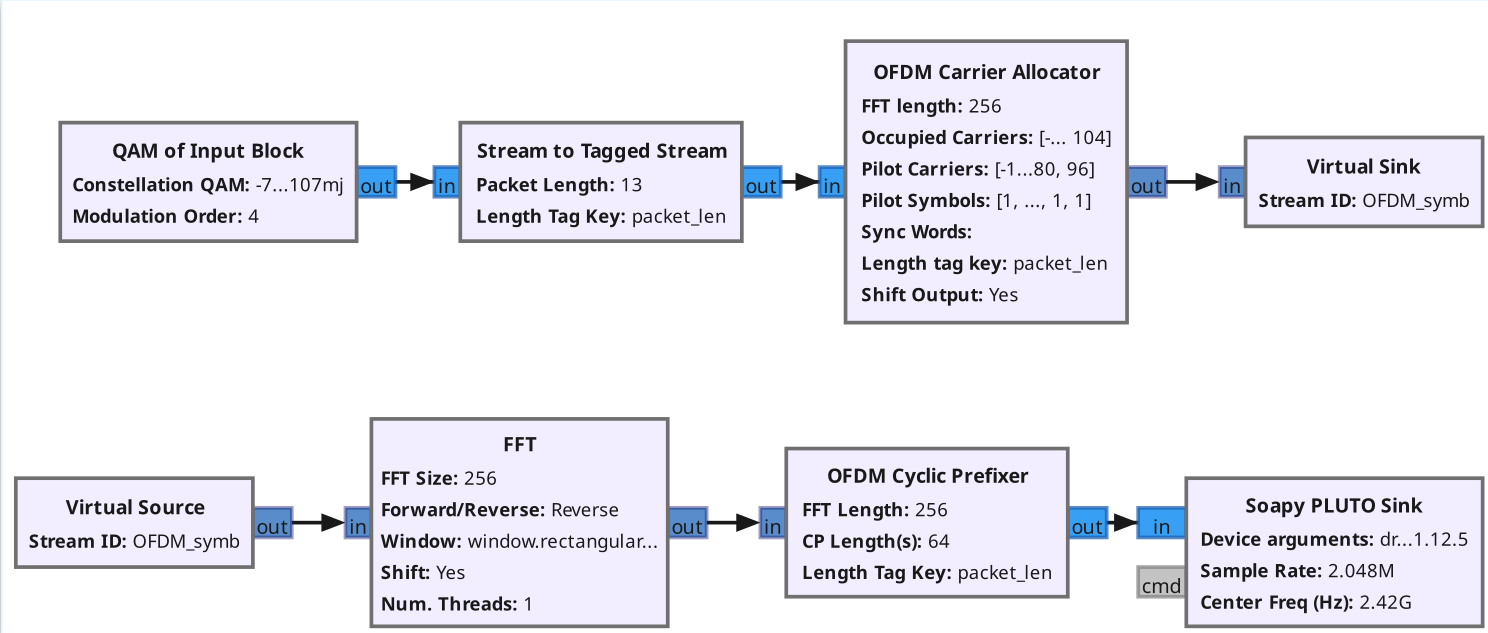 QAM of Input Block
Constellation QAM: -7...107mj
Modulation Order: 4
out
in
Stream to Tagged Stream
Packet Length: 13
Length Tag Key: packet_len
out
in
OFDM Carrier Allocator
FFT length: 256
Occupied Carriers: [-... 104]
Pilot Carriers: [-1...80, 96]
Pilot Symbols: [1, ..., 1, 1]
Sync Words:
Length tag key: packet_len
Shift Output: Yes
out
in
Virtual Sink
Stream ID: OFDM_symb
Virtual Source
Stream ID: OFDM_symb
out
in
FFT
FFT Size: 256
Forward/Reverse: Reverse
Window: window.rectangular...
Shift: Yes
Num. Threads: 1
out
in
OFDM Cyclic Prefixer
FFT Length: 256
CP Length(s): 64
Length Tag Key: packet_len
out
in
cmd
Soapy PLUTO Sink
Device arguments: dr...1.12.5
Sample Rate: 2.048M
Center Freq (Hz): 2.42G